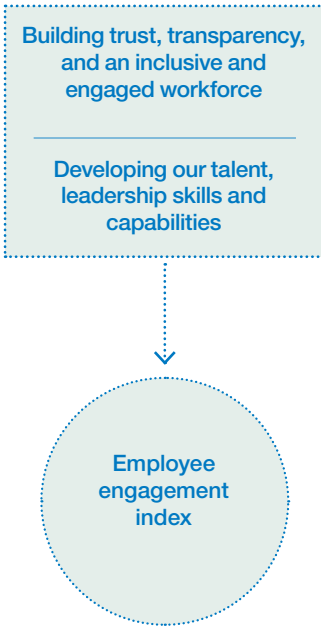 Building trust, transparency,
and an inclusive and
engaged workforce
Developing our talent,
leadership skills and
capabilities
Employee
engagement
index